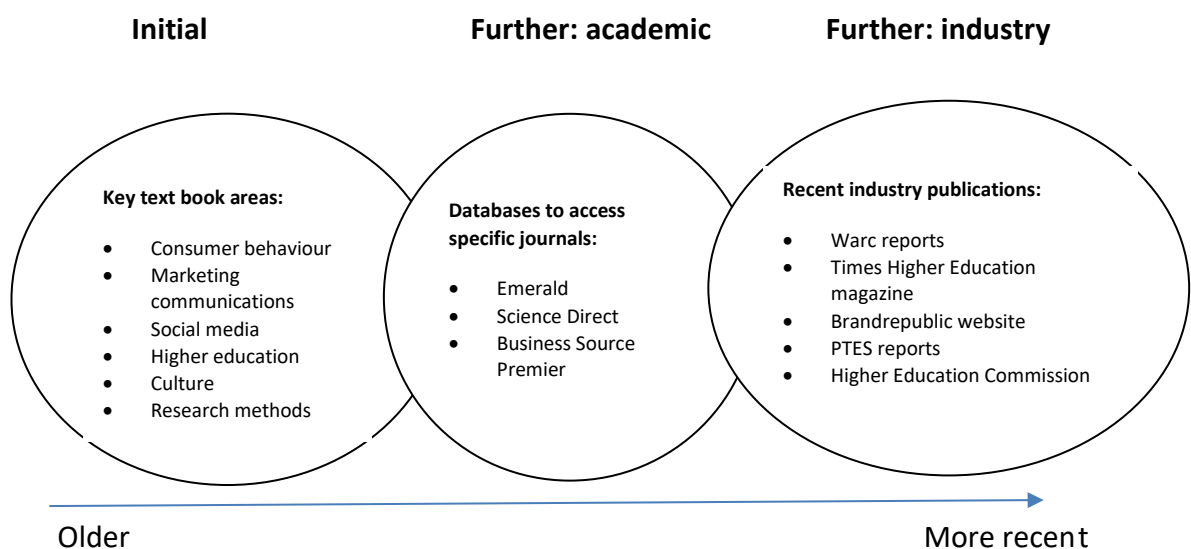 Initial
Further: academic
Further: industry
Key text book areas:
• Consumer behaviour
• Marketing
communications
• Social media
• Higher education
• Culture
• Research methods
Databases to access
specific journals:
• Emerald
• Science Direct
• Business Source
Premier
Recent industry publications:
• Warc reports
• Times Higher Education
magazine
• Brandrepublic website
• PTES reports
• Higher Education Commission
Older
More recent